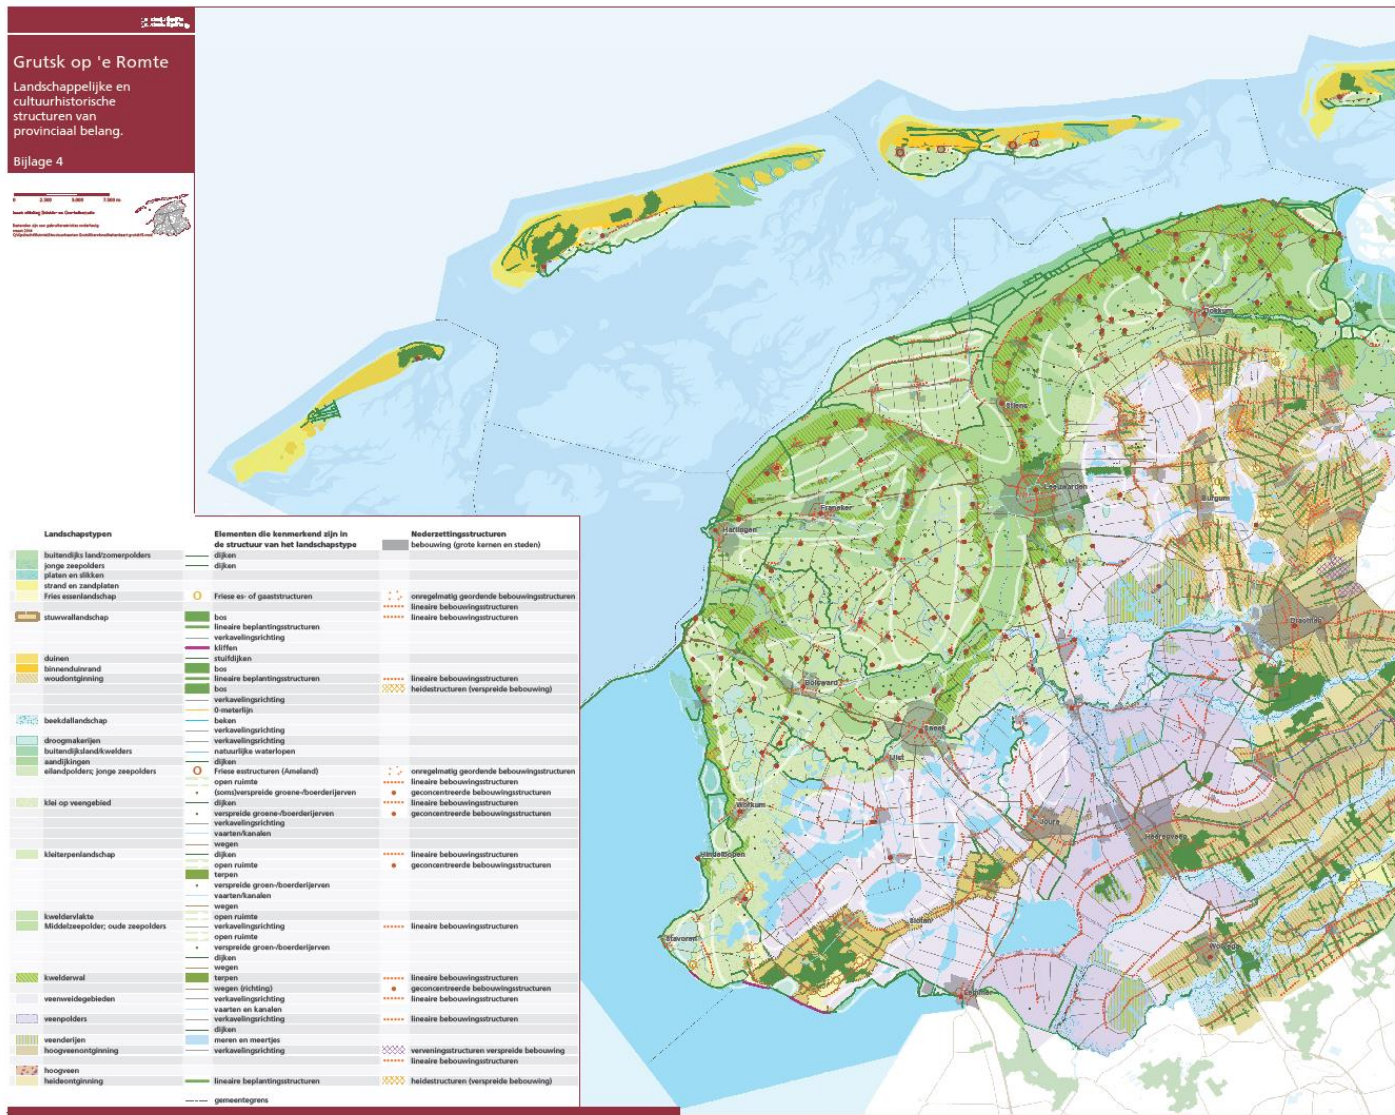 Grutsk op 'e Romte
Landschappelijke en
cultuurhistorische
structuren van
provinciaal belang.
Bijlage 4
0 2.500 5.000 7.500 m
Landschapstypen
Elementen die kenmerkend zijn in
de structuur van het landschapstype
Nederzettingsstructuren
bebouwing (grote kernen en steden)
buitendijks land/zomerpolders dijken
jonge zeepolders dijken
platen en slikken
strand en zandplaten
Fries essenlandschap Friese es- of gaaststructuren onregelmatig geordende bebouwingsstructuren
lineaire bebouwingsstructuren
stuwwallandschap bos lineaire bebouwingsstructuren
lineaire beplantingsstructuren
verkavelingsrichting
kliffen
duinen stuifdijken
binnenduinrand bos
woudontginning lineaire beplantingsstructuren lineaire bebouwingsstructuren
bos heidestructuren (verspreide bebouwing)
verkavelingsrichting
0-meterlijn
beekdallandschap beken
verkavelingsrichting
droogmakerijen verkavelingsrichting
buitendijksland/kwelders natuurlijke waterlopen
aandijkingen dijken
eilandpolders; jonge zeepolders Friese esstructuren (Ameland) onregelmatig geordende bebouwingsstructuren
open ruimte lineaire bebouwingsstructuren
(soms)verspreide groene-/boerderijerven geconcentreerde bebouwingsstructuren
klei op veengebied dijken lineaire bebouwingsstructuren
verspreide groene-/boerderijerven geconcentreerde bebouwingsstructuren
verkavelingsrichting
vaarten/kanalen
wegen
kleiterpenlandschap dijken lineaire bebouwingsstructuren
open ruimte geconcentreerde bebouwingsstructuren
terpen
verspreide groen-/boerderijerven
vaarten/kanalen
wegen
kweldervlakte open ruimte
Middelzeepolder; oude zeepolders verkavelingsrichting lineaire bebouwingsstructuren
open ruimte
verspreide groen-/boerderijerven
dijken
wegen
kwelderwal terpen lineaire bebouwingsstructuren
wegen (richting) geconcentreerde bebouwingsstructuren
veenweidegebieden verkavelingsrichting lineaire bebouwingsstructuren
vaarten en kanalen
veenpolders verkavelingsrichting lineaire bebouwingsstructuren
dijken
veenderijen meren en meertjes
hoogveenontginning verkavelingsrichting verveningsstructuren verspreide bebouwing
lineaire bebouwingsstructuren
hoogveen
heideontginning lineaire beplantingsstructuren heidestructuren (verspreide bebouwing)
gemeentegrens
Dokkum
Stiens
Leeuwarden
Burgum
Franeker
Harlingen
Drachten
Bolsward
Sneek
IJlst
Workum
Joure
Heerenveen
Hindeloopen
Sloten
Stavoren
Wolvega
Lemmer